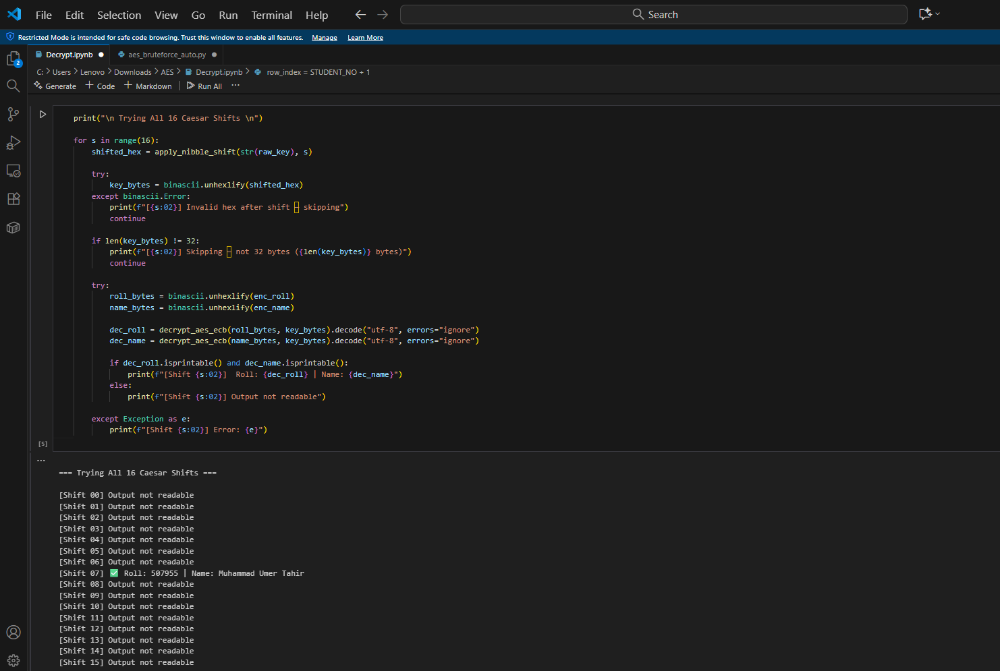 File Edit Selection View Go Run Terminal Help
Search
Restricted Mode is intended for safe code browsing. Trust this window to enable all features. Manage Learn More
2
Decrypt.ipynb aes_bruteforce_auto.py
C: > Users > Lenovo > Downloads > AES > Decrypt.ipynb > row_index = STUDENT_NO + 1
Generate + Code + Markdown | Run All ...
print("\n Trying All 16 Caesar Shifts \n")
for s in range(16):
    shifted_hex = apply_nibble_shift(str(raw_key), s)
    try:
        key_bytes = binascii.unhexlify(shifted_hex)
    except binascii.Error:
        print(f"[{s:02}] Invalid hex after shift – skipping")
        continue
    if len(key_bytes) != 32:
        print(f"[{s:02}] Skipping – not 32 bytes ({len(key_bytes)} bytes)")
        continue
    try:
        roll_bytes = binascii.unhexlify(enc_roll)
        name_bytes = binascii.unhexlify(enc_name)
        dec_roll = decrypt_aes_ecb(roll_bytes, key_bytes).decode("utf-8", errors="ignore")
        dec_name = decrypt_aes_ecb(name_bytes, key_bytes).decode("utf-8", errors="ignore")
        if dec_roll.isprintable() and dec_name.isprintable():
            print(f"[Shift {s:02}]  Roll: {dec_roll} | Name: {dec_name}")
        else:
            print(f"[Shift {s:02}] Output not readable")
    except Exception as e:
        print(f"[Shift {s:02}] Error: {e}")
[5]
...
=== Trying All 16 Caesar Shifts ===
[Shift 00] Output not readable
[Shift 01] Output not readable
[Shift 02] Output not readable
[Shift 03] Output not readable
[Shift 04] Output not readable
[Shift 05] Output not readable
[Shift 06] Output not readable
[Shift 07] ✅ Roll: 507955 | Name: Muhammad Umer Tahir
[Shift 08] Output not readable
[Shift 09] Output not readable
[Shift 10] Output not readable
[Shift 11] Output not readable
[Shift 12] Output not readable
[Shift 13] Output not readable
[Shift 14] Output not readable
[Shift 15] Output not readable